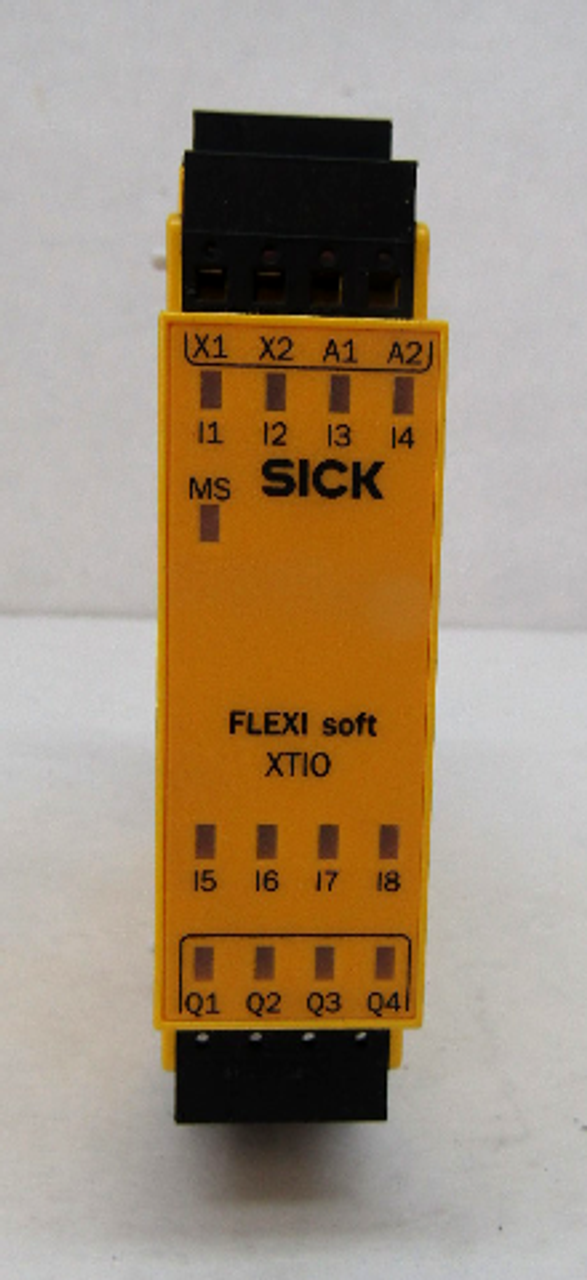 X1 X2 A1 A2
I1 I2 I3 I4
MS SICK
FLEXI soft
XTIO
I5 I6 I7 I8
Q1 Q2 Q3 Q4